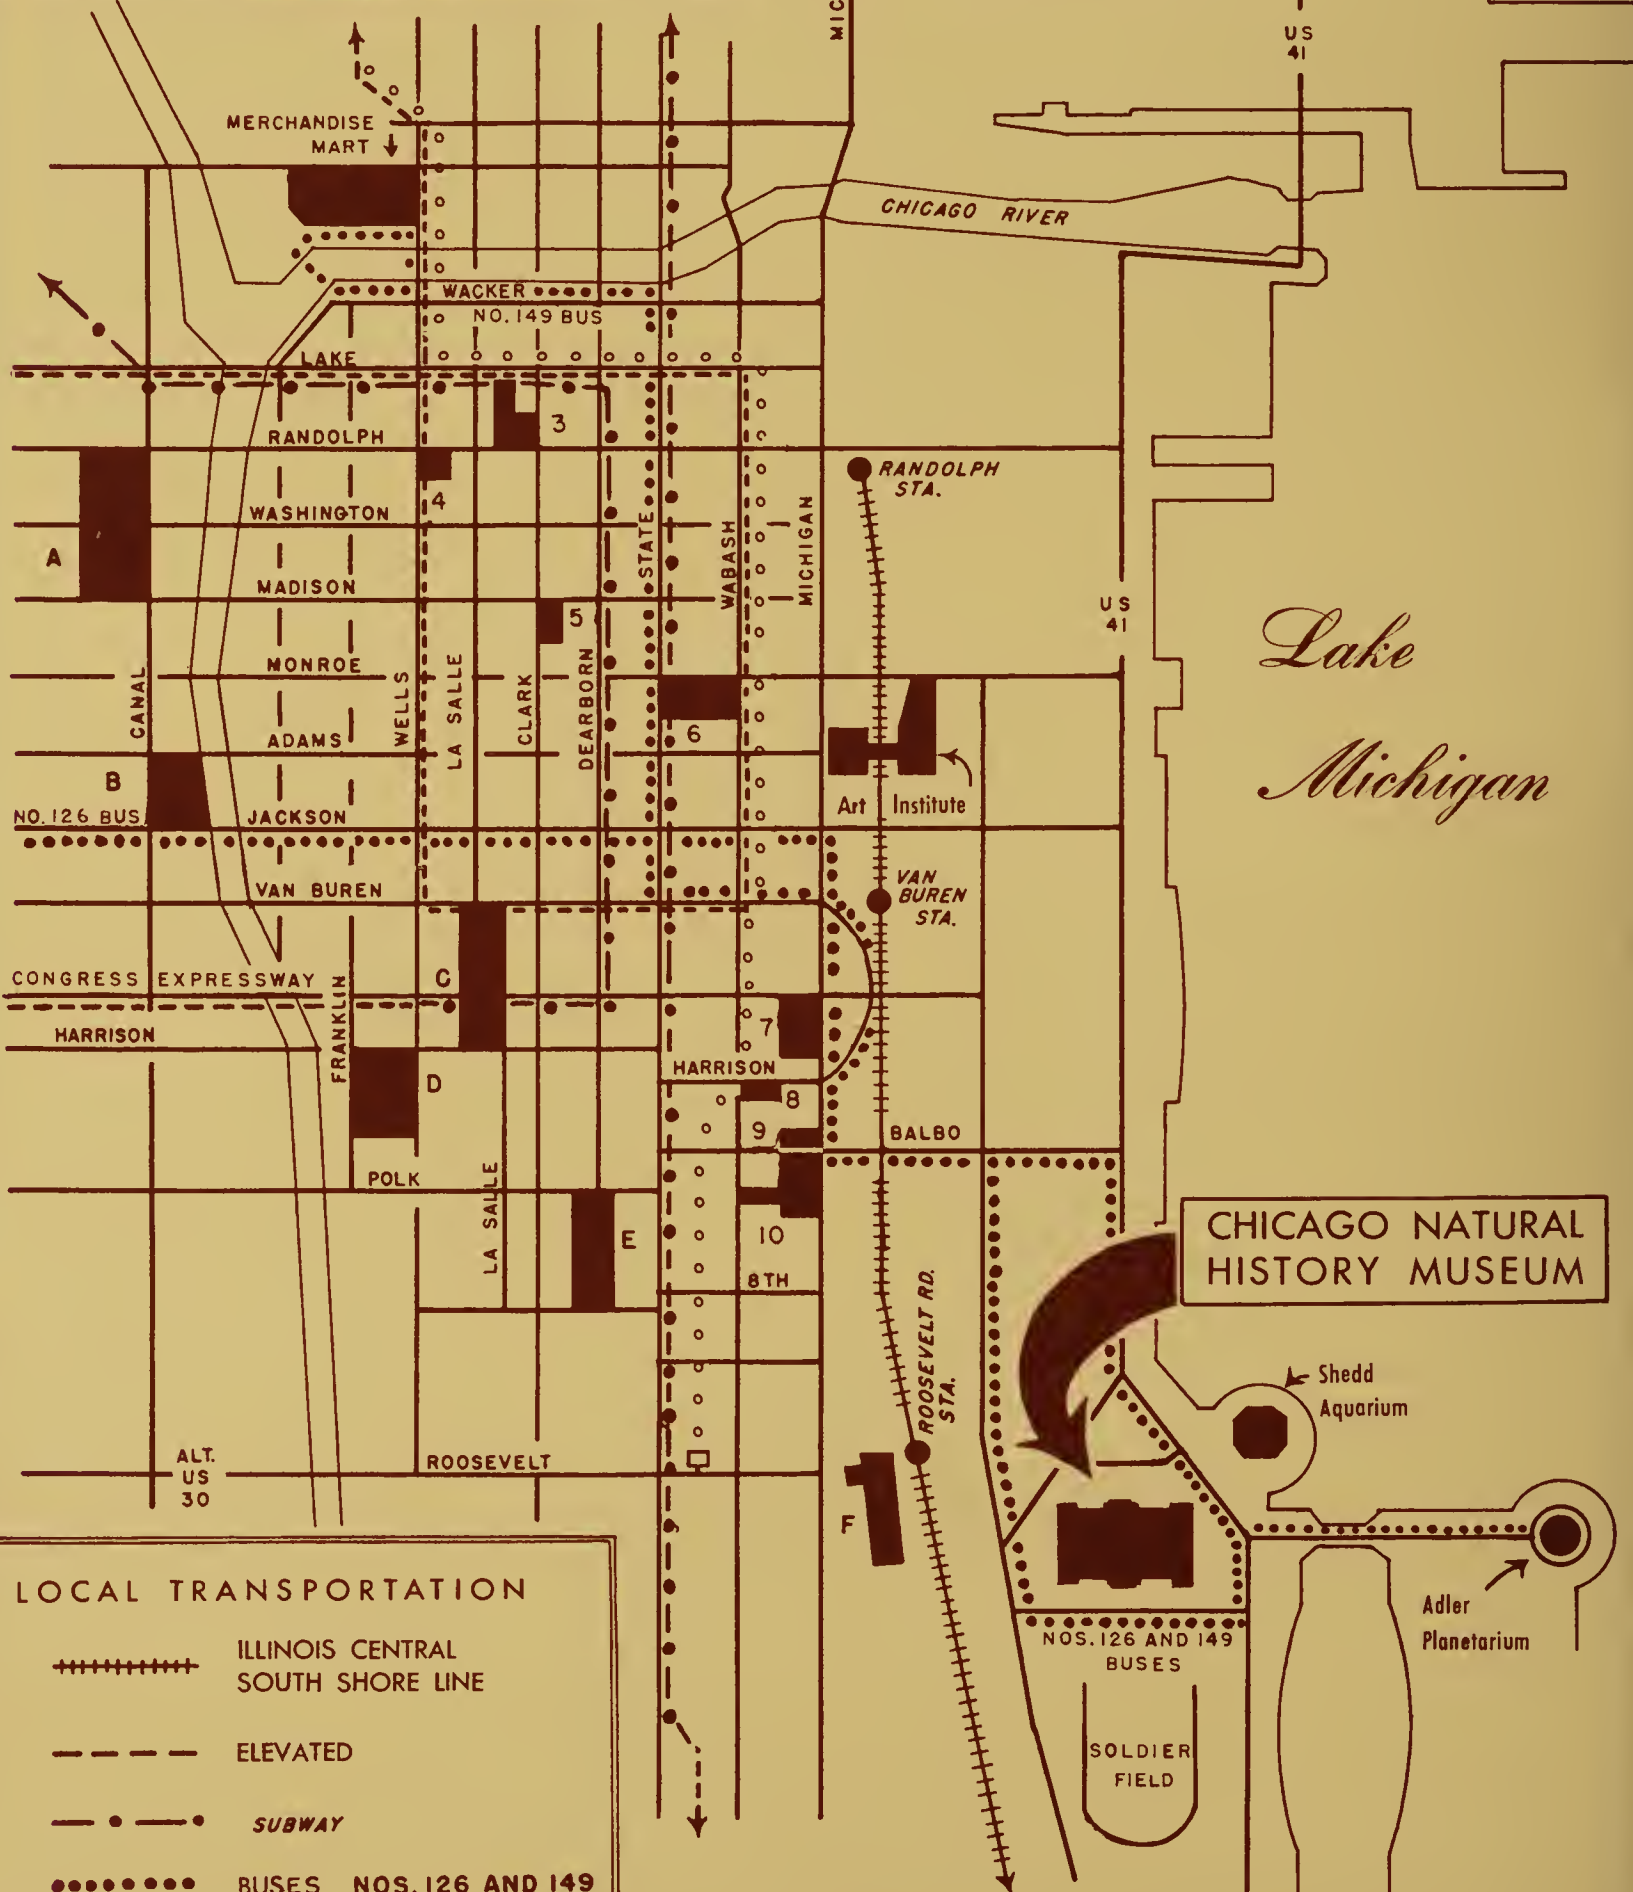 MIC
US
41
MERCHANDISE
MART
CHICAGO RIVER
WACKER
NO. 149 BUS
LAKE
3
RANDOLPH
RANDOLPH
STA.
4
WASHINGTON
STATE
WABASH
MICHIGAN
A
MADISON
5
US
41
Lake
Michigan
MONROE
CANAL
WELLS
LA SALLE
CLARK
DEARBORN
ADAMS
6
B
Art Institute
NO. 126 BUS
JACKSON
VAN BUREN
VAN
BUREN
STA.
CONGRESS EXPRESSWAY
C
FRANKLIN
7
HARRISON
HARRISON
D
8
9
BALBO
POLK
LA SALLE
E
10
8TH
CHICAGO NATURAL
HISTORY MUSEUM
ROOSEVELT RD.
STA.
Shedd
Aquarium
ALT.
US
30
ROOSEVELT
F
Adler
Planetarium
NOS. 126 AND 149
BUSES
SOLDIER
FIELD
LOCAL TRANSPORTATION
ILLINOIS CENTRAL
SOUTH SHORE LINE
ELEVATED
SUBWAY
BUSES NOS. 126 AND 149